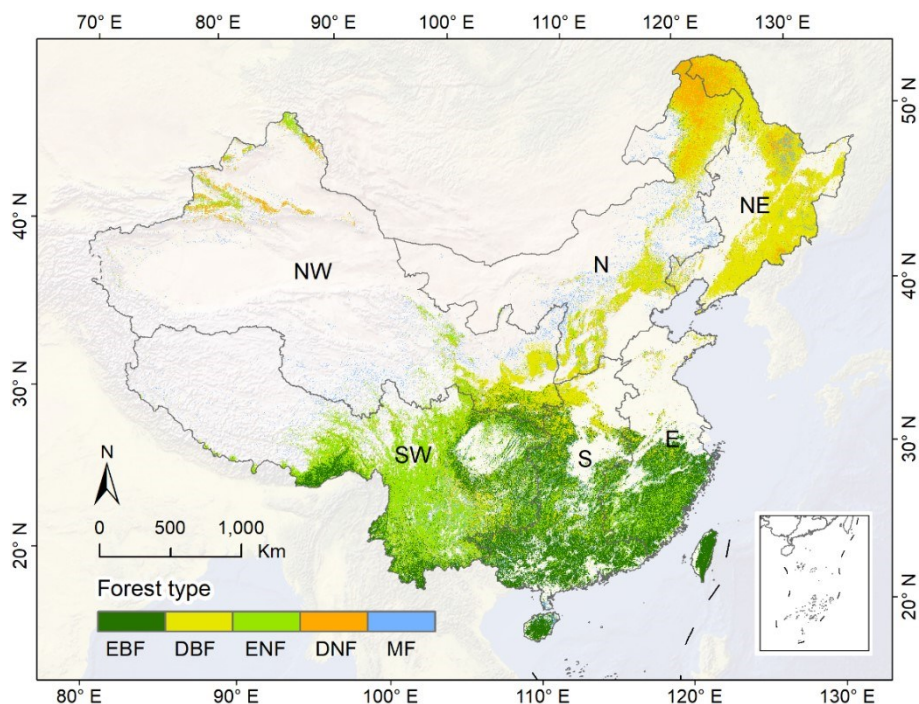 70° E 80° E 90° E 100° E 110° E 120° E 130° E
50° N
40° N
NE
N
NW
40° N
30° N
30° N
SW
E
S
N
0 500 1,000
Km
20° N
20° N
Forest type
EBF DBF ENF DNF MF
80° E 90° E 100° E 110° E 120° E 130° E